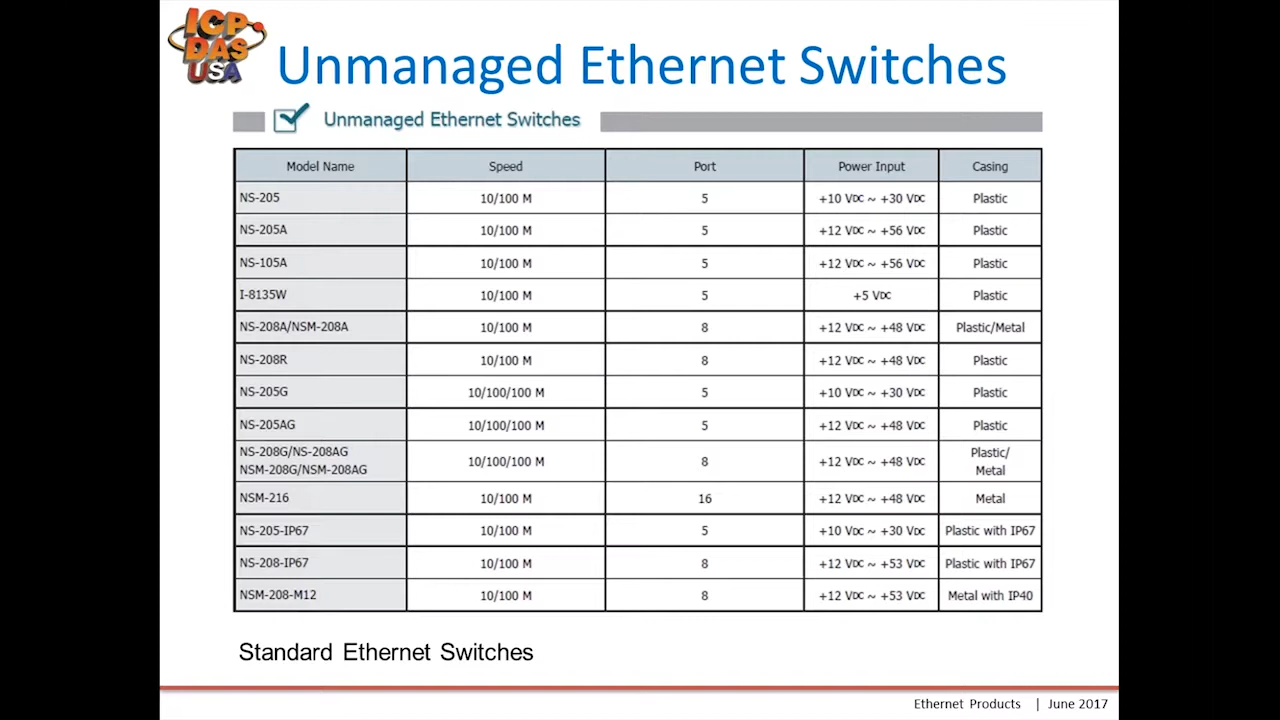 ICP
DAS
USA
Unmanaged Ethernet Switches
Unmanaged Ethernet Switches
Model Name Speed Port Power Input Casing
NS-205 10/100 M 5 +10 VDC ~ +30 VDC Plastic
NS-205A 10/100 M 5 +12 VDC ~ +56 VDC Plastic
NS-105A 10/100 M 5 +12 VDC ~ +56 VDC Plastic
I-8135W 10/100 M 5 +5 VDC Plastic
NS-208A/NSM-208A 10/100 M 8 +12 VDC ~ +48 VDC Plastic/Metal
NS-208R 10/100 M 8 +12 VDC ~ +48 VDC Plastic
NS-205G 10/100/100 M 5 +10 VDC ~ +30 VDC Plastic
NS-205AG 10/100/100 M 5 +12 VDC ~ +48 VDC Plastic
NS-208G/NS-208AG
NSM-208G/NSM-208AG 10/100/100 M 8 +12 VDC ~ +48 VDC Plastic/
Metal
NSM-216 10/100 M 16 +12 VDC ~ +48 VDC Metal
NS-205-IP67 10/100 M 5 +10 VDC ~ +30 VDC Plastic with IP67
NS-208-IP67 10/100 M 8 +12 VDC ~ +53 VDC Plastic with IP67
NSM-208-M12 10/100 M 8 +12 VDC ~ +53 VDC Metal with IP40
Standard Ethernet Switches
Ethernet Products | June 2017